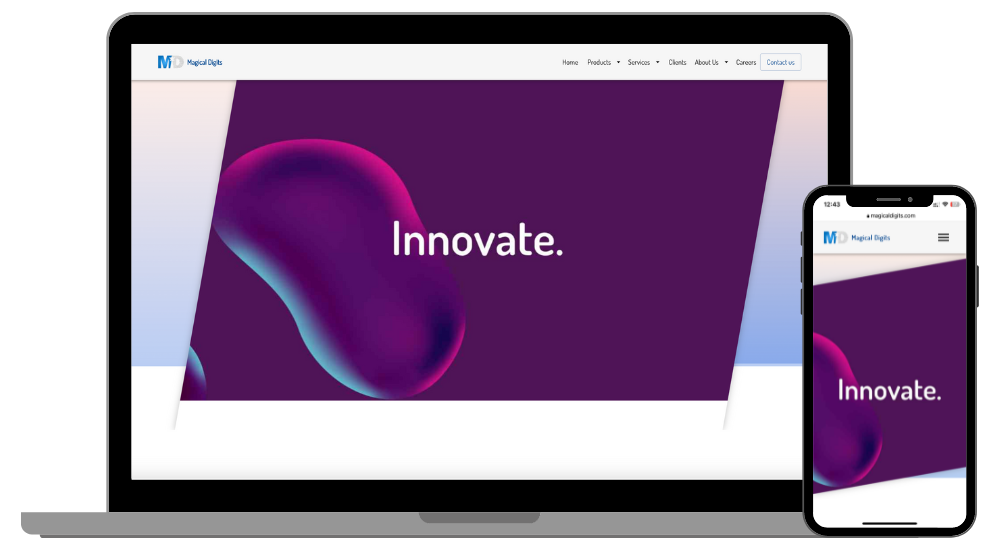 MD Magical Digits
Home Products Services Clients About Us Careers Contact us
Innovate.
12:43
magicaldigits.com
MD Magical Digits
Innovate.